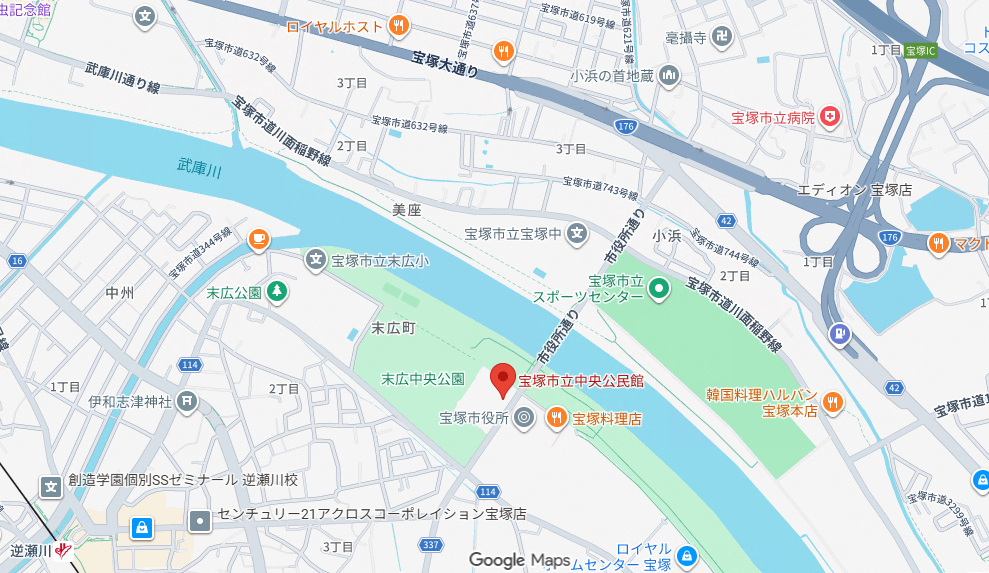 虫記念館
ロイヤルホスト
宝塚市道619号線
宝塚市道621号線
亳攝寺
1丁目
宝塚IC
コス
宝塚市道632号線
宝塚大通り
小浜の首地蔵
武庫川通り線
3丁目
宝塚市道川面稲野線
宝塚市道632号線
176
宝塚市立病院
2丁目
3丁目
武庫川
宝塚市道743号線
エディオン 宝塚店
美座
市役所通り
42
宝塚市立宝塚中
小浜
宝塚市道744号線
176
マクド
宝塚市道344号線
16
宝塚市立末広小
2丁目
1丁目
中州
末広公園
宝塚市立
スポーツセンター
宝塚市道川面稲野線
末広町
市役所通り
114
1丁目
2丁目
末広中央公園
宝塚市立中央公民館
42
伊和志津神社
宝塚市役所
宝塚料理店
韓国料理ハルバン
宝塚本店
宝塚市道
創造学園個別SSゼミナール 逆瀬川校
114
宝塚市道3299号線
センチュリー21アクロスコーポレイション宝塚店
逆瀬川
3丁目
337
Google Maps
ロイヤル
ムセンター 宝塚